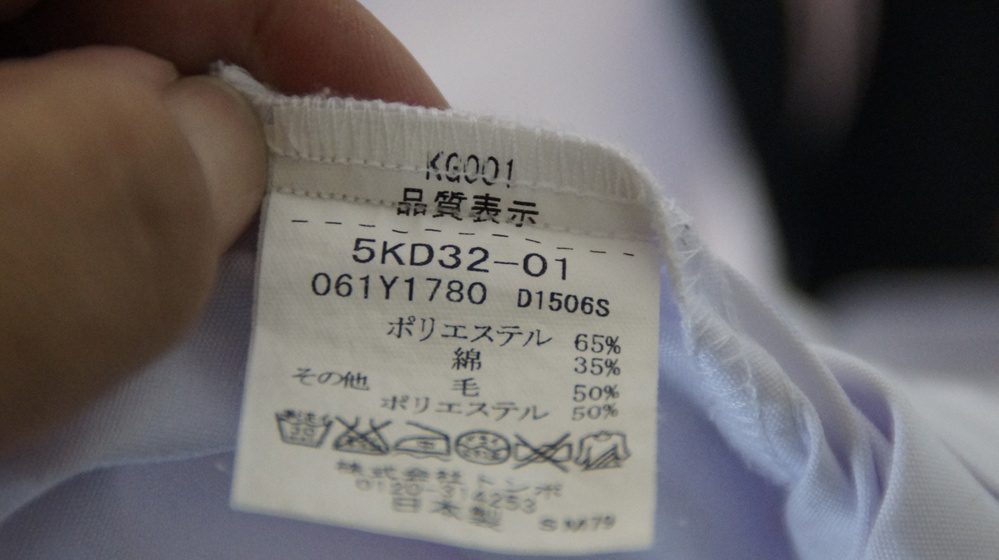 KG001
品質表示
5KD32-01
061Y1780 D1506S
ポリエステル 65%
綿 35%
その他 毛 50%
ポリエステル 50%
株式会社トンボ
0120-314253
日本製 SM79